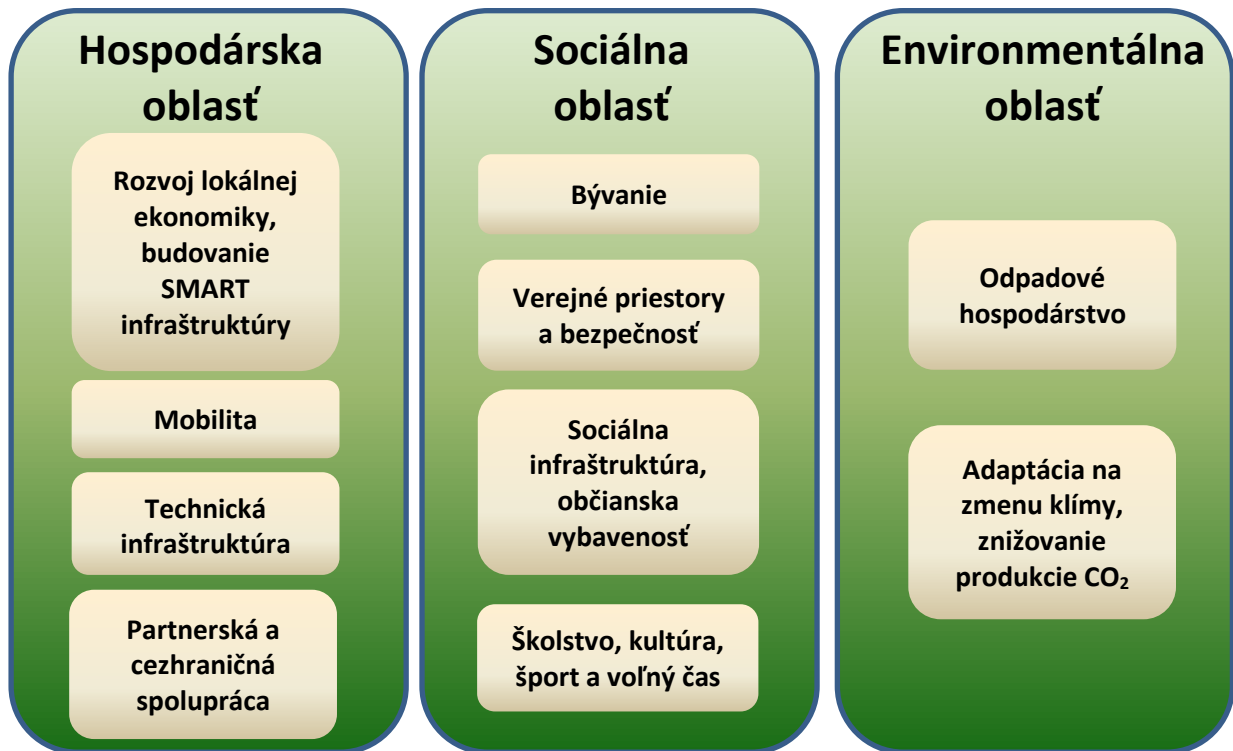 Hospodárska
oblasť
Rozvoj lokálnej
ekonomiky,
budovanie
SMART
infraštruktúry
Mobilita
Technická
infraštruktúra
Partnerská a
cezhraničná
spolupráca
Sociálna
oblasť
Bývanie
Verejné priestory
a bezpečnosť
Sociálna
infraštruktúra,
občianska
vybavenosť
Školstvo, kultúra,
šport a voľný čas
Environmentálna
oblasť
Odpadové
hospodárstvo
Adaptácia na
zmenu klímy,
znižovanie
produkcie CO₂